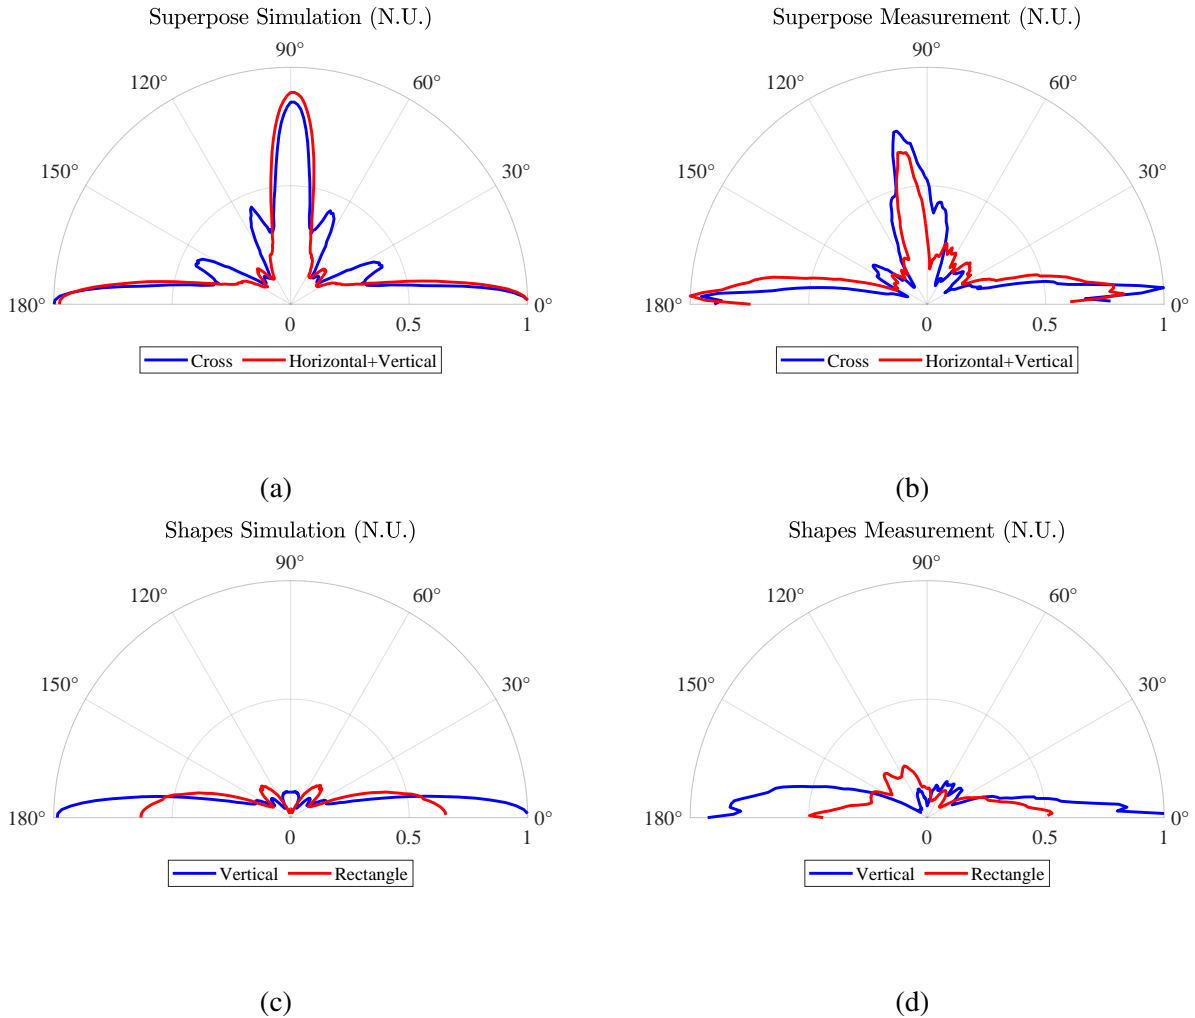 Superpose Simulation (N.U.)
90°
120°
60°
150°
30°
180°
0°
0
0.5
1
Cross
Horizontal+Vertical
(a)
Superpose Measurement (N.U.)
90°
120°
60°
150°
30°
180°
0°
0
0.5
1
Cross
Horizontal+Vertical
(b)
Shapes Simulation (N.U.)
90°
120°
60°
150°
30°
180°
0°
0
0.5
1
Vertical
Rectangle
(c)
Shapes Measurement (N.U.)
90°
120°
60°
150°
30°
180°
0°
0
0.5
1
Vertical
Rectangle
(d)